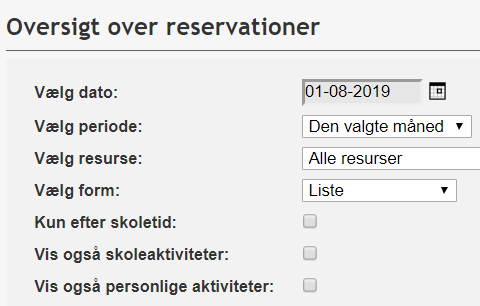 Oversigt over reservationer
Vælg dato: 01-08-2019
Vælg periode: Den valgte måned
Vælg resurse: Alle resurser
Vælg form: Liste
Kun efter skoletid:
Vis også skoleaktiviteter:
Vis også personlige aktiviteter: